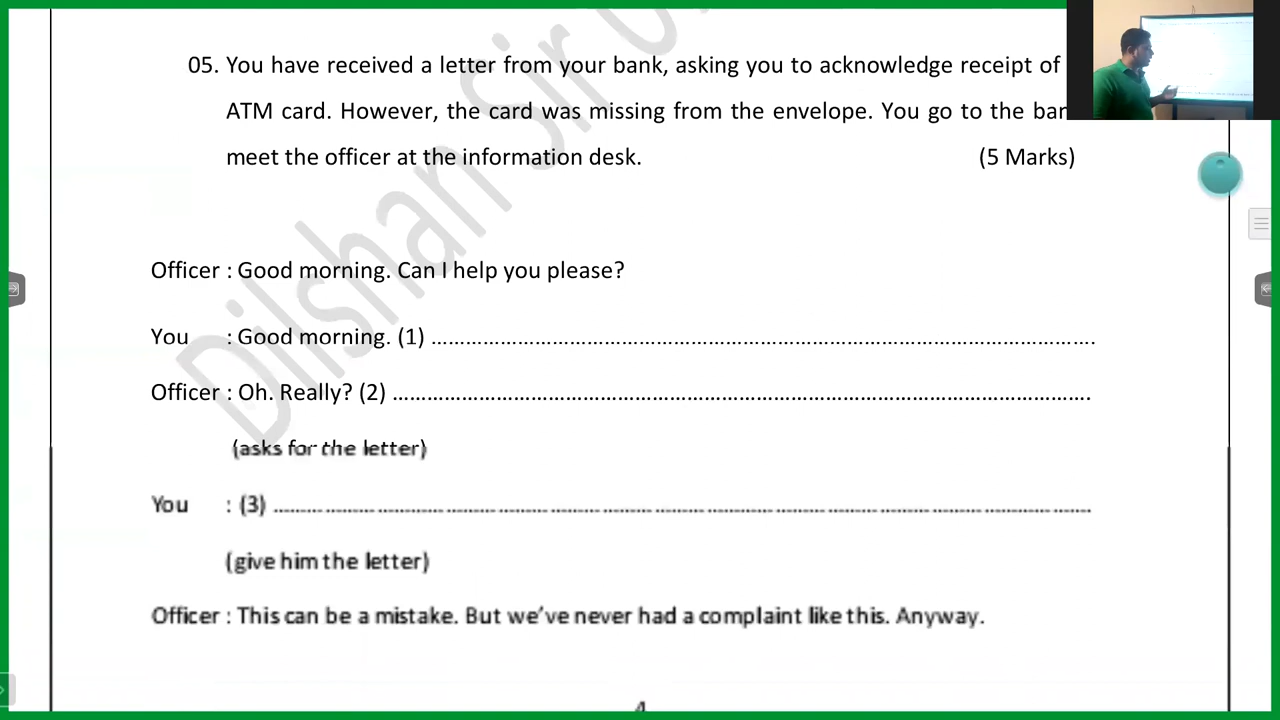 05. You have received a letter from your bank, asking you to acknowledge receipt of
ATM card. However, the card was missing from the envelope. You go to the
meet the officer at the information desk. (5 Marks)
Dilshan Sir
Officer : Good morning. Can I help you please?
You : Good morning. (1) ……………………………………………………………………………………………….
Officer : Oh. Really? (2) ………………………………………………………………………………………………….
(asks for the letter)
You : (3) ………………………………………………………………………………………………………………
(give him the letter)
Officer : This can be a mistake. But we’ve never had a complaint like this. Anyway.